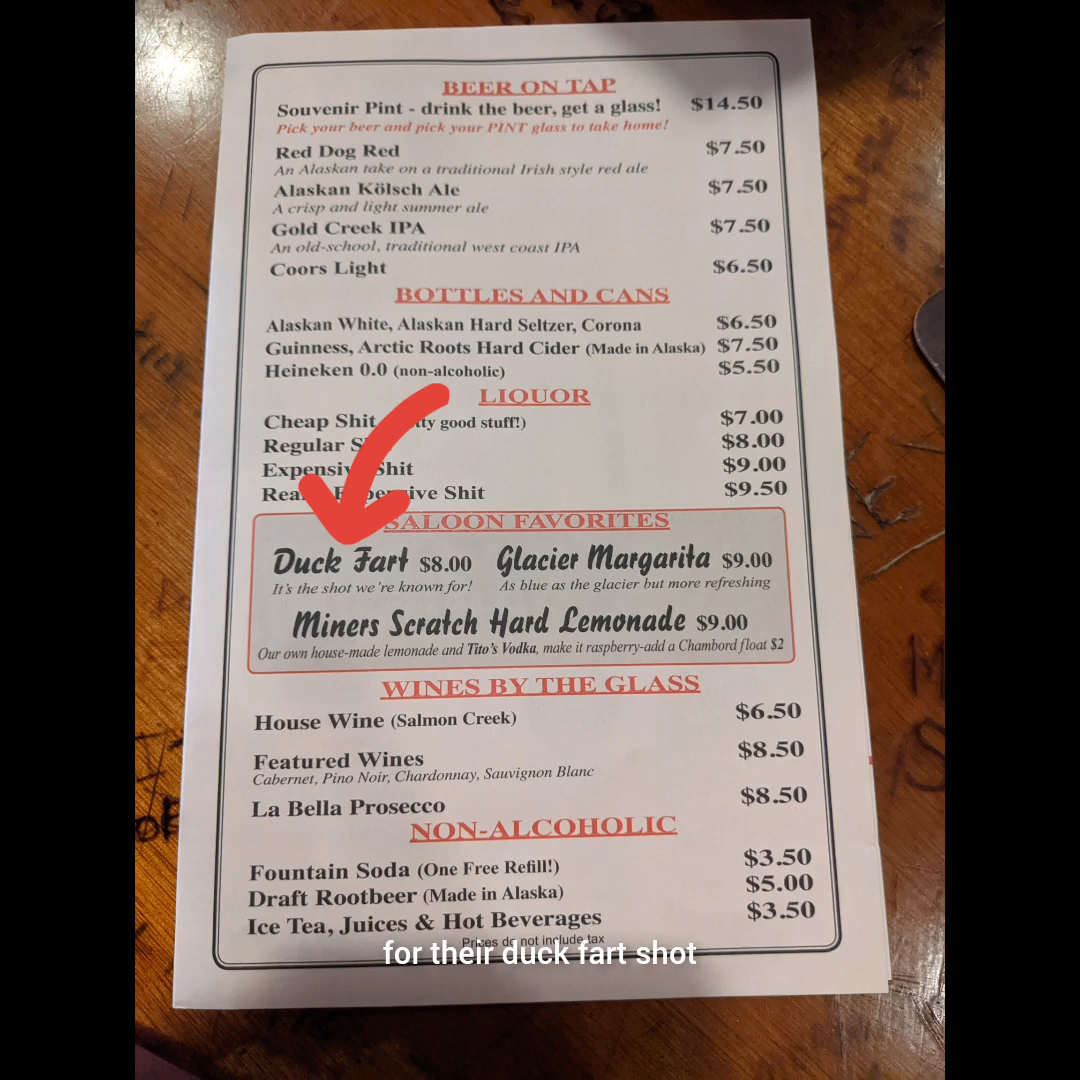 BEER ON TAP
Souvenir Pint - drink the beer, get a glass! $14.50
Pick your beer and pick your PINT glass to take home!
Red Dog Red $7.50
An Alaskan take on a traditional Irish style red ale
Alaskan Kölsch Ale $7.50
A crisp and light summer ale
Gold Creek IPA $7.50
An old-school, traditional west coast IPA
Coors Light $6.50
BOTTLES AND CANS
Alaskan White, Alaskan Hard Seltzer, Corona $6.50
Guinness, Arctic Roots Hard Cider (Made in Alaska) $7.50
Heineken 0.0 (non-alcoholic) $5.50
LIQUOR
Cheap Shit good stuff!) $7.00
Regular $8.00
Shit $9.00
Shit $9.50
SALOON FAVORITES
Duck Fart $8.00 Glacier Margarita $9.00
It's the shot we're known for! As blue as the glacier but more refreshing
Miners Scratch Hard Lemonade $9.00
Our own house-made lemonade and Tito's Vodka, make it raspberry-add a Chambord float $2
WINES BY THE GLASS
House Wine (Salmon Creek) $6.50
Featured Wines $8.50
Cabernet, Pino Noir, Chardonnay, Sauvignon Blanc
La Bella Prosecco $8.50
NON-ALCOHOLIC
Fountain Soda (One Free Refill!) $3.50
Draft Rootbeer (Made in Alaska) $5.00
Ice Tea, Juices & Hot Beverages $3.50
Prices do not include tax
for their duck fart shot